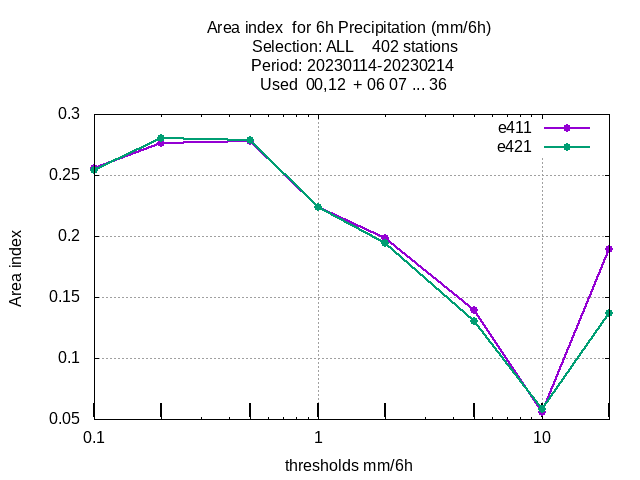 Area index  for 6h Precipitation (mm/6h)
Selection: ALL    402 stations
Period: 20230114-20230214
Used  00,12  + 06 07 ... 36
e411
e421
0.3
0.25
0.2
0.15
0.1
0.05
Area index
0.1 1 10
thresholds mm/6h